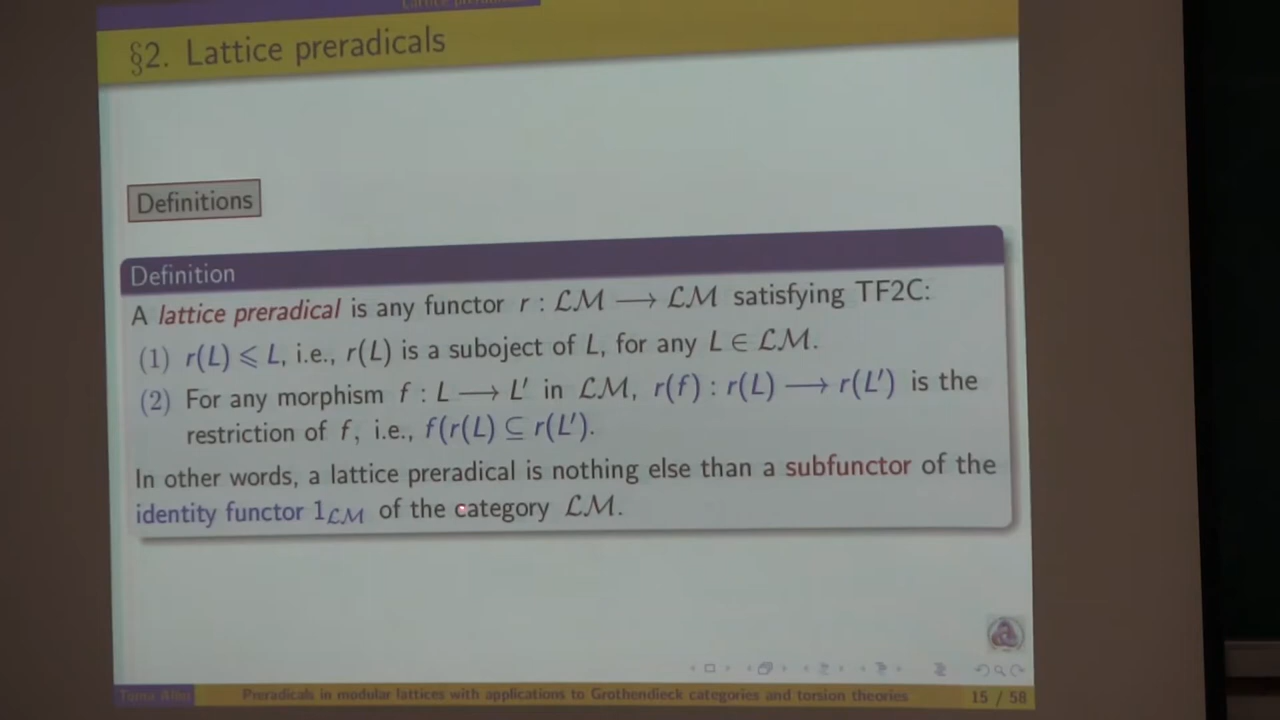 §2. Lattice preradicals
Definitions
Definition
A lattice preradical is any functor r : ℒℳ ⟶ ℒℳ satisfying TF2C:
(1) r(L) ⩽ L, i.e., r(L) is a suboject of L, for any L ∈ ℒℳ.
(2) For any morphism f : L ⟶ L′ in ℒℳ, r(f) : r(L) ⟶ r(L′) is the
restriction of f, i.e., f(r(L) ⊆ r(L′).
In other words, a lattice preradical is nothing else than a subfunctor of the
identity functor 1ℒℳ of the category ℒℳ.
Preradicals in modular lattices with applications to Grothendieck categories and torsion theories
15 / 58